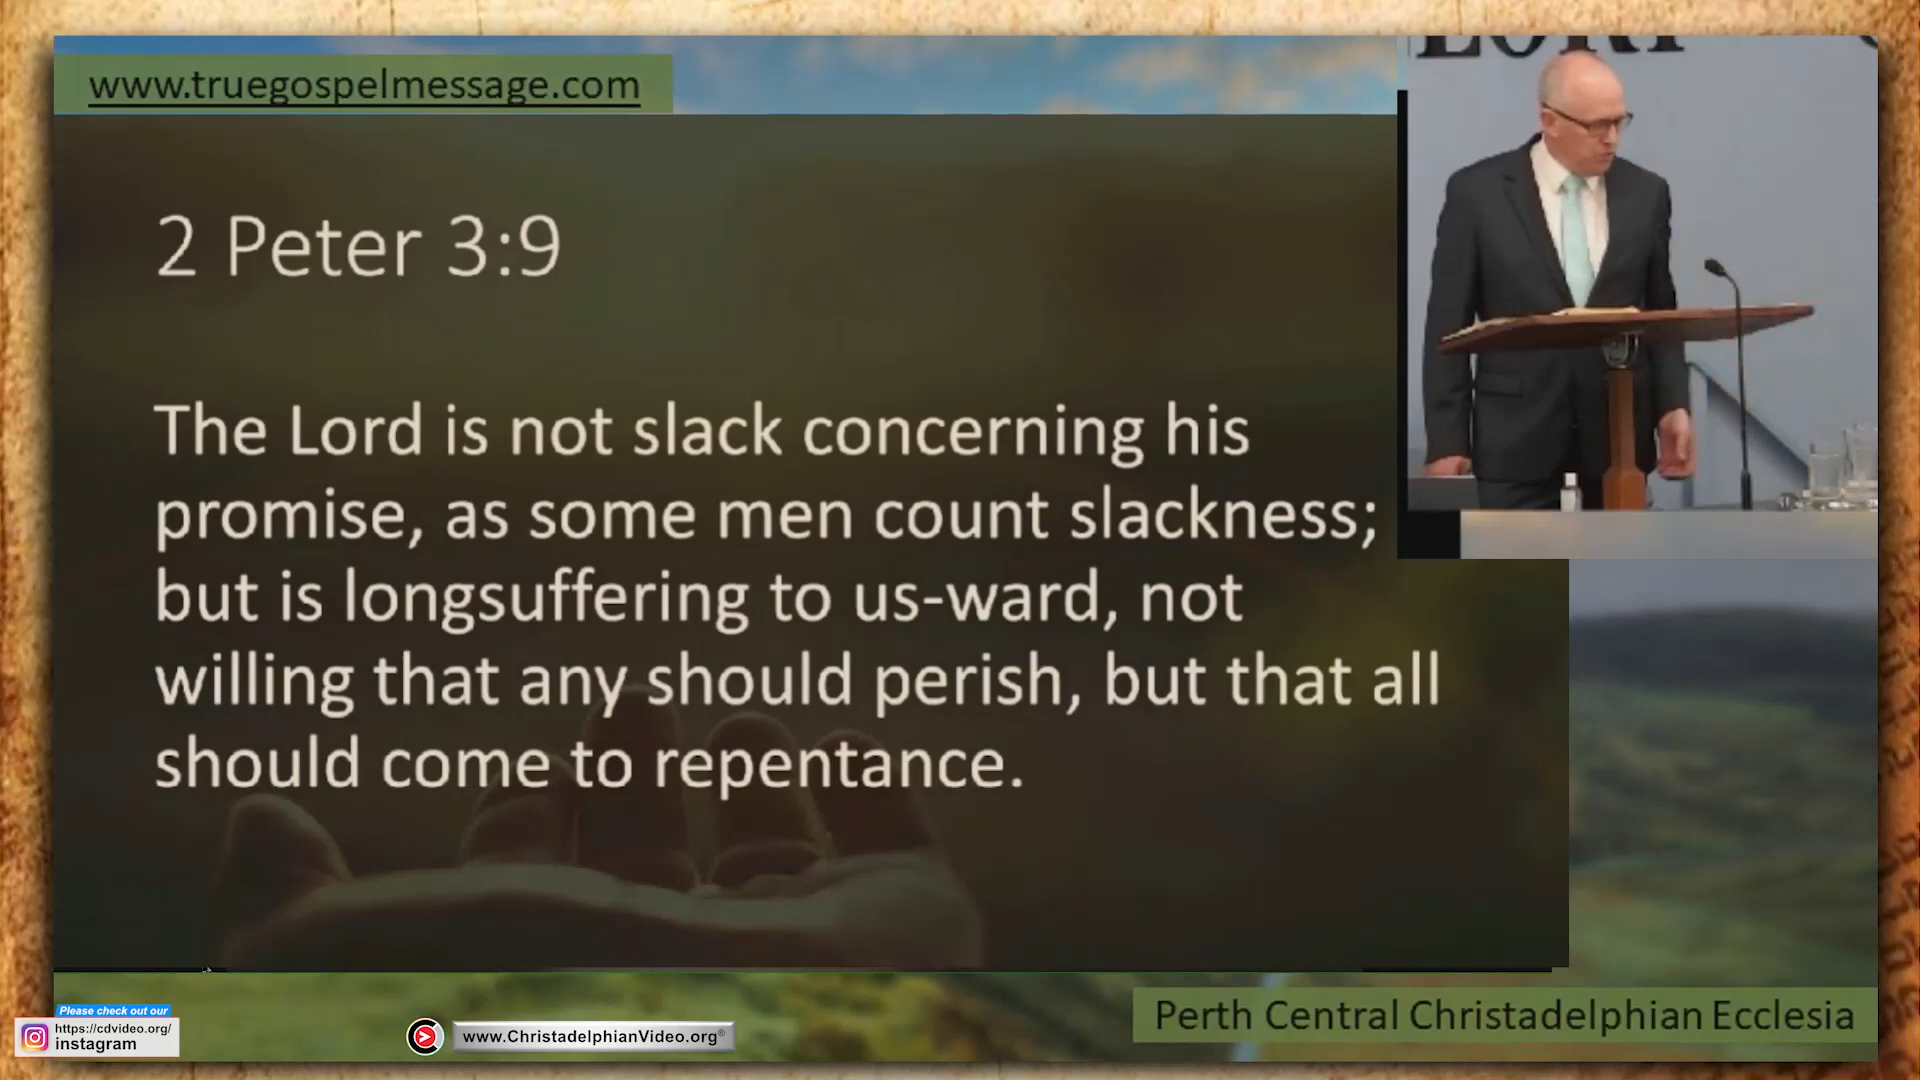 www.truegospelmessage.com
2 Peter 3:9
The Lord is not slack concerning his
promise, as some men count slackness;
but is longsuffering to us-ward, not
willing that any should perish, but that all
should come to repentance.
Perth Central Christadelphian Ecclesia
Please check out our
https://cdvideo.org/
instagram
www.ChristadelphianVideo.org®